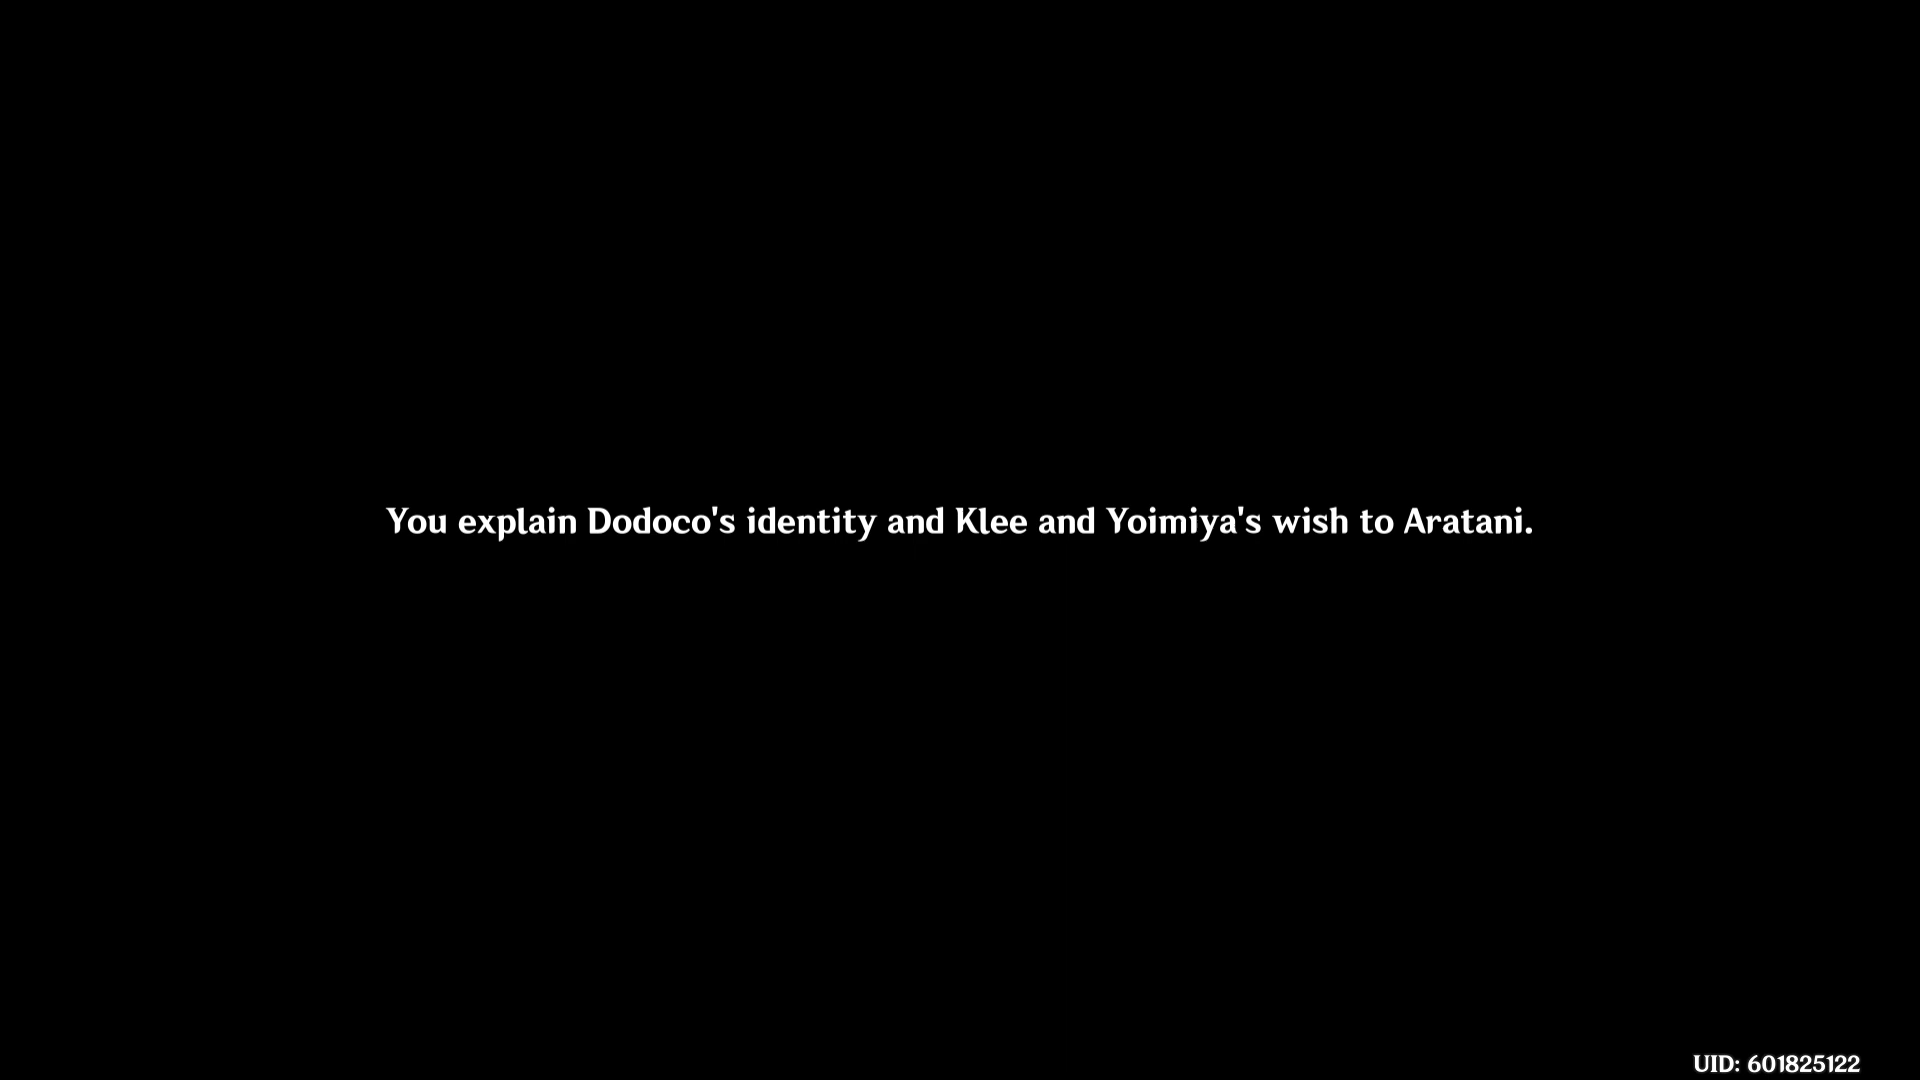 You explain Dodoco's identity and Klee and Yoimiya's wish to Aratani.
UID: 601825122